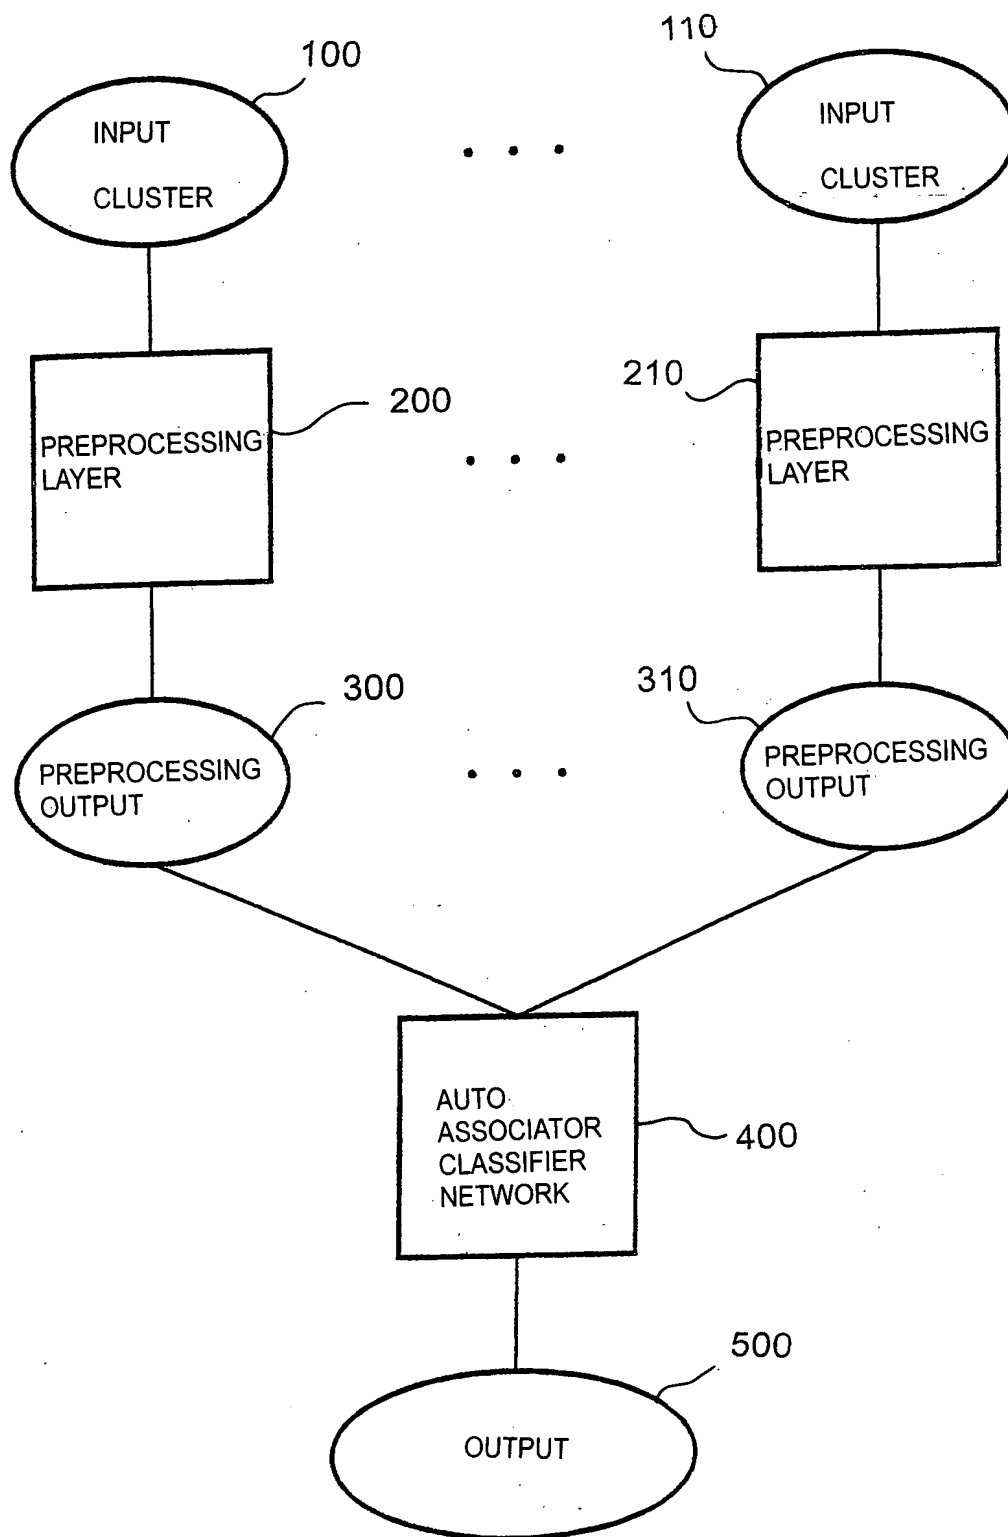 100
110
INPUT
CLUSTER
INPUT
CLUSTER
200
210
PREPROCESSING
LAYER
PREPROCESSING
LAYER
300
310
PREPROCESSING
OUTPUT
PREPROCESSING
OUTPUT
AUTO
ASSOCIATOR
CLASSIFIER
NETWORK
400
500
OUTPUT